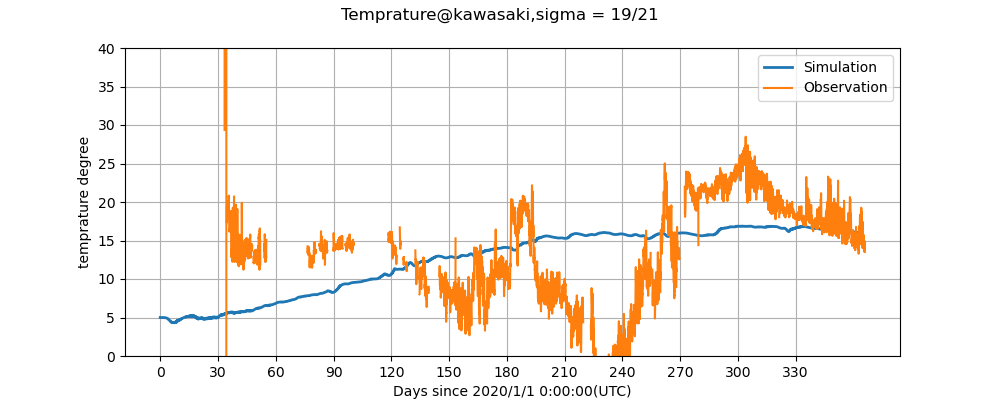 Temprature@kawasaki,sigma = 19/21
40
35
30
25
20
15
10
5
0
temprature degree
Simulation
Observation
0 30 60 90 120 150 180 210 240 270 300 330
Days since 2020/1/1 0:00:00(UTC)